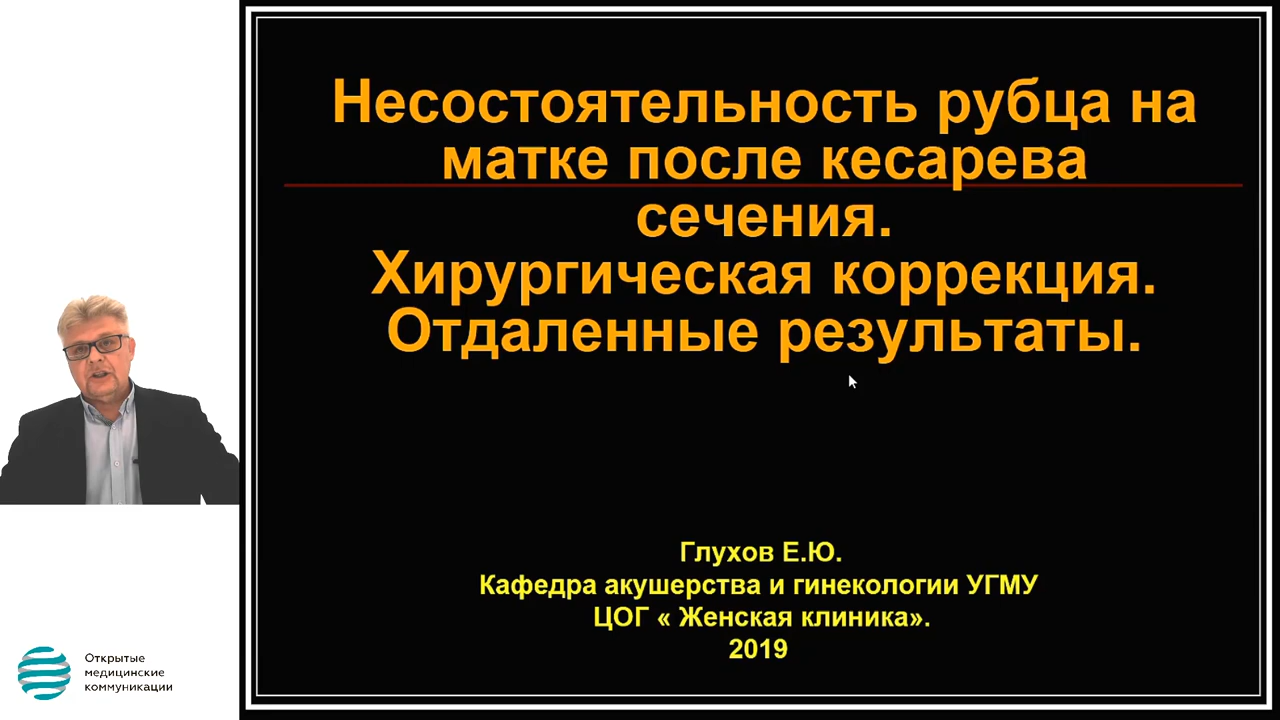 Несостоятельность рубца на
матке после кесарева
сечения.
Хирургическая коррекция.
Отдаленные результаты.
Глухов Е.Ю.
Кафедра акушерства и гинекологии УГМУ
ЦОГ « Женская клиника».
2019
Открытые
медицинские
коммуникации